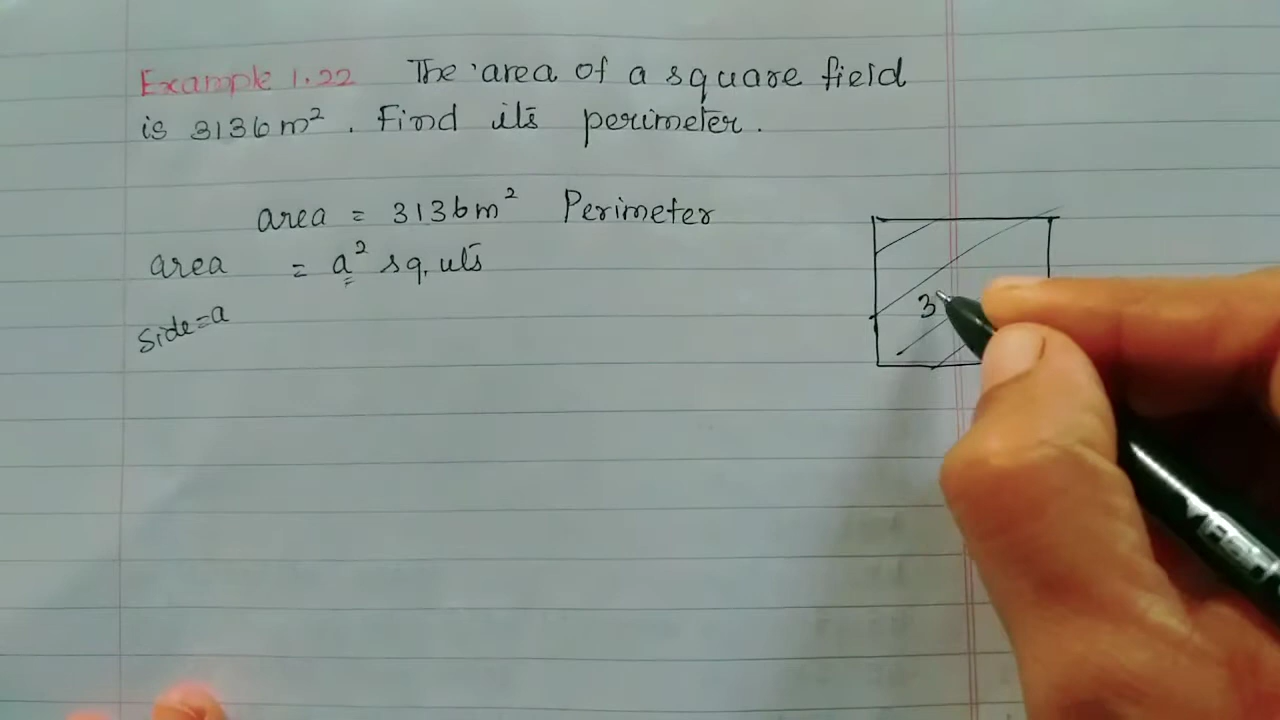 Example 1.22 The area of a square field
is 3136 m². Find its perimeter.
area = 3136 m² Perimeter
area = a² sq. uts
side = a
3